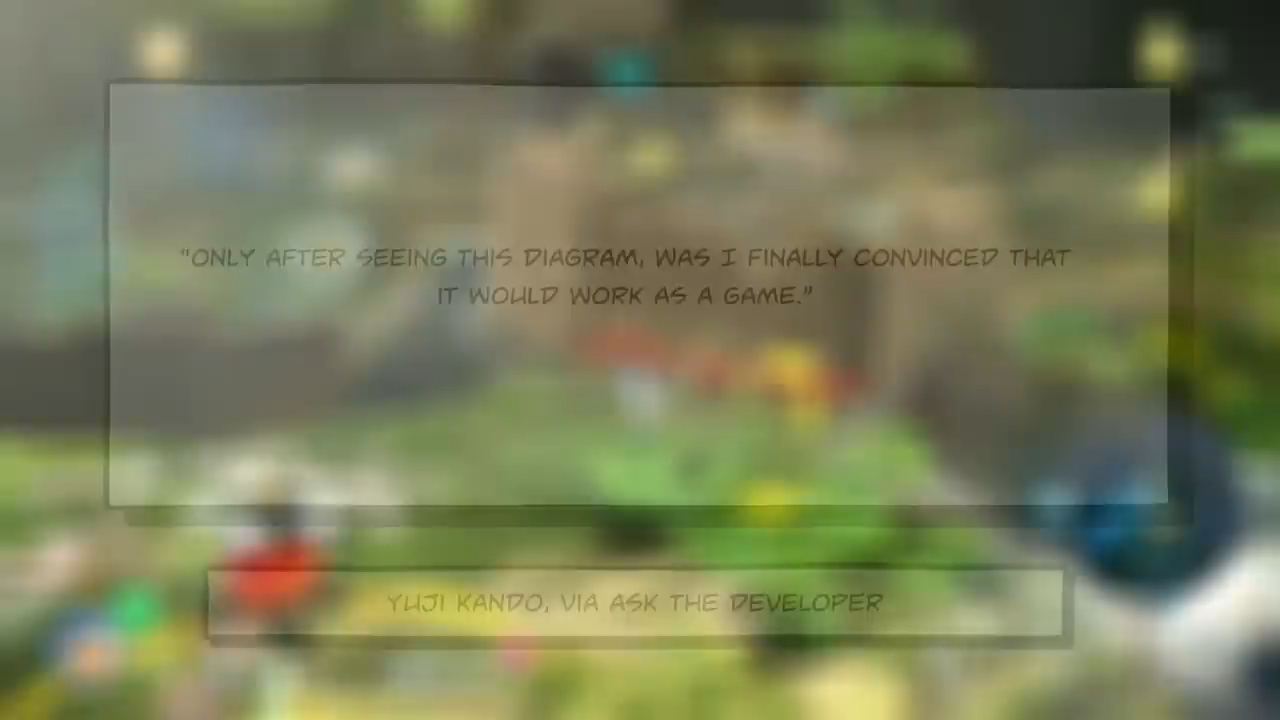 "ONLY AFTER SEEING THIS DIAGRAM, WAS I FINALLY CONVINCED THAT
IT WOULD WORK AS A GAME."
YUJI KANDO, VIA ASK THE DEVELOPER